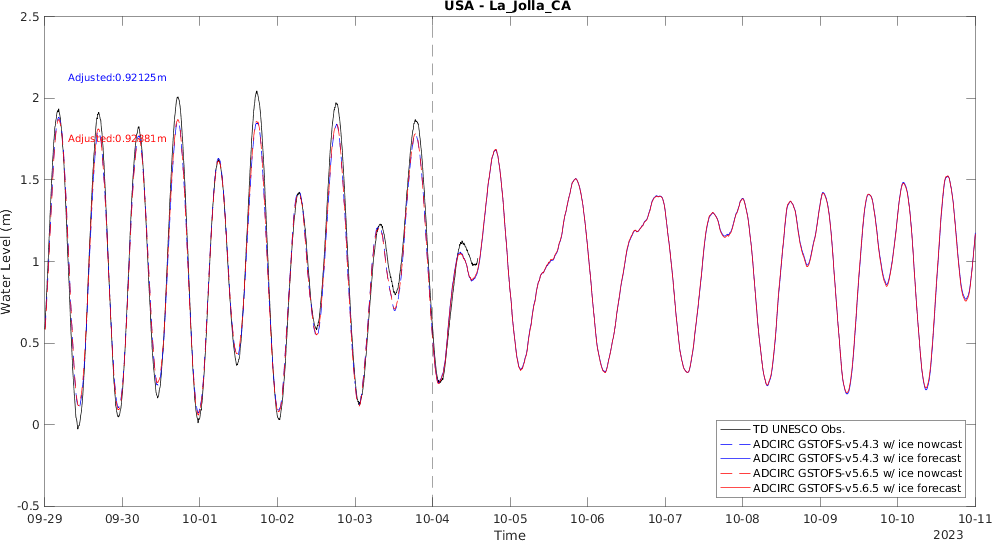 USA - La_Jolla_CA
2.5
Adjusted:0.92125m
2
Adjusted:0.92881m
1.5
1
0.5
0
-0.5
Water Level (m)
TD UNESCO Obs.
ADCIRC GSTOFS-v5.4.3 w/ ice nowcast
ADCIRC GSTOFS-v5.4.3 w/ ice forecast
ADCIRC GSTOFS-v5.6.5 w/ ice nowcast
ADCIRC GSTOFS-v5.6.5 w/ ice forecast
09-29 09-30 10-01 10-02 10-03 10-04 10-05 10-06 10-07 10-08 10-09 10-10 10-11
Time
2023